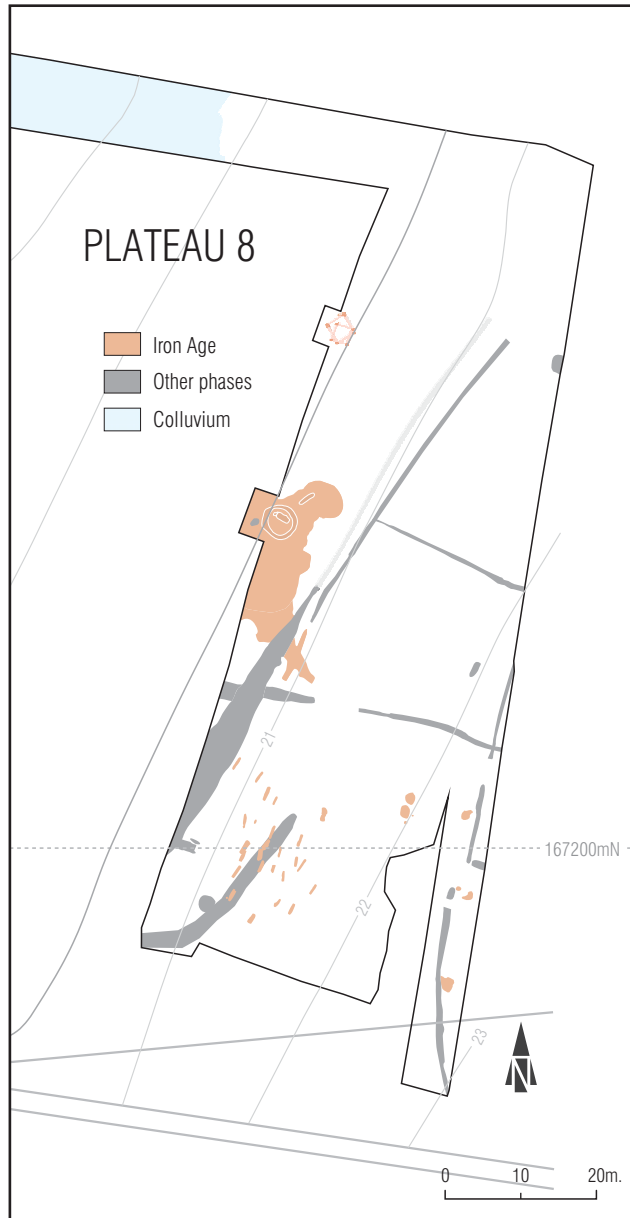 PLATEAU 8
Iron Age
Other phases
Colluvium
21
167200mN
22
23
N
0 10 20m.